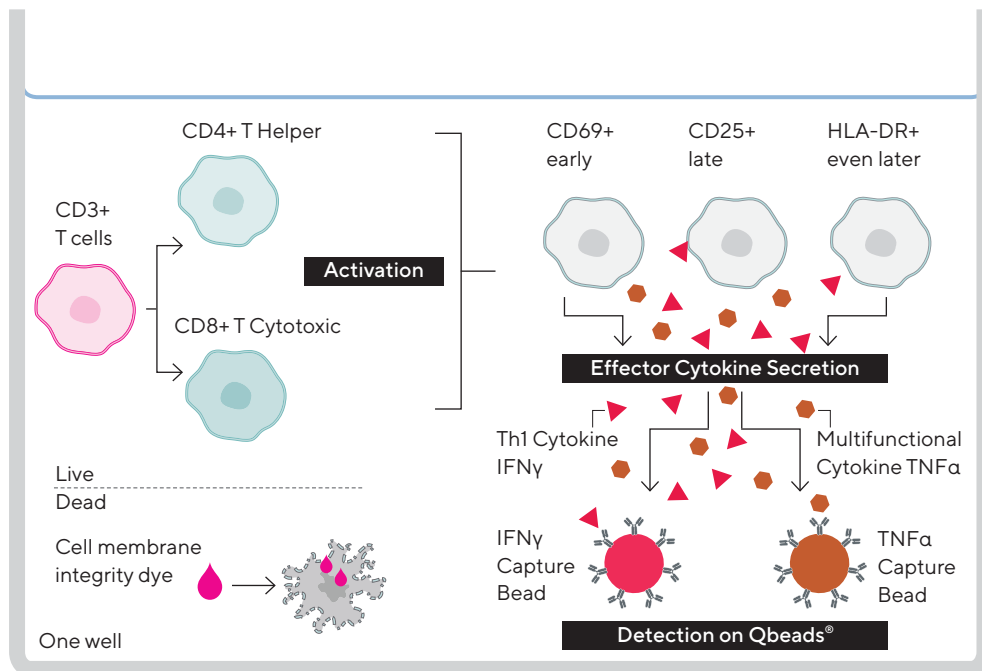 CD4+ T Helper
CD3+
T cells
Activation
CD8+ T Cytotoxic
CD69+
early
CD25+
late
HLA-DR+
even later
Effector Cytokine Secretion
Th1 Cytokine
IFNγ
Multifunctional
Cytokine TNFα
Live
Dead
Cell membrane
integrity dye
IFNγ
Capture
Bead
TNFα
Capture
Bead
One well
Detection on Qbeads®